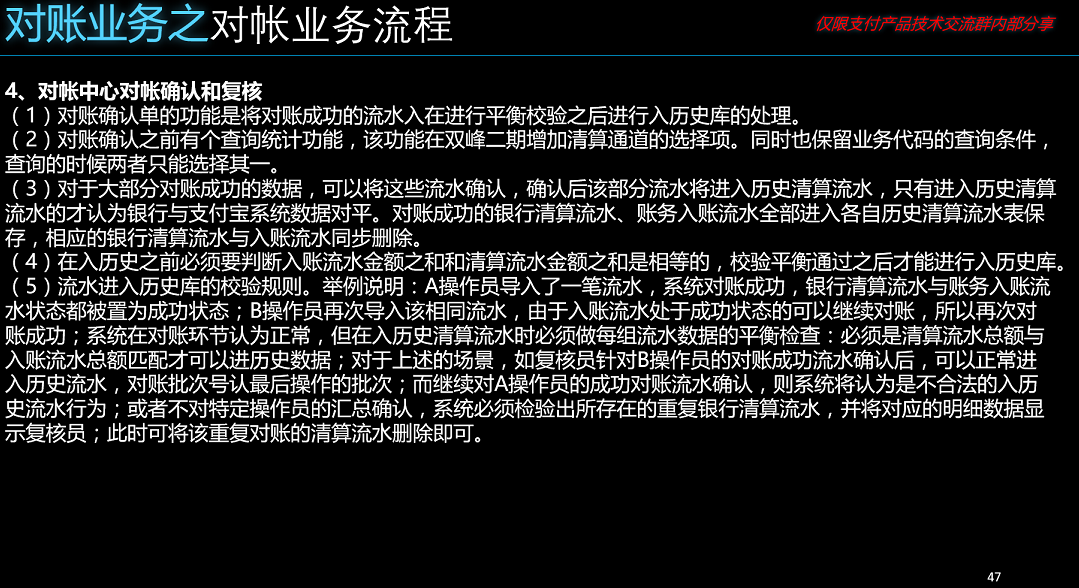 对账业务之对帐业务流程
仅限支付产品技术交流群内部分享
4、对帐中心对帐确认和复核
（1）对账确认单的功能是将对账成功的流水入在进行平衡校验之后进行入历史库的处理。
（2）对账确认之前有个查询统计功能，该功能在双峰二期增加清算通道的选择项。同时也保留业务代码的查询条件，
查询的时候两者只能选择其一。
（3）对于大部分对账成功的数据，可以将这些流水确认，确认后该部分流水将进入历史清算流水，只有进入历史清算
流水的才认为银行与支付宝系统数据对平。对账成功的银行清算流水、账务入账流水全部进入各自历史清算流水表保
存，相应的银行清算流水与入账流水同步删除。
（4）在入历史之前必须要判断入账流水金额之和和清算流水金额之和是相等的，校验平衡通过之后才能进行入历史库。
（5）流水进入历史库的校验规则。举例说明：A操作员导入了一笔流水，系统对账成功，银行清算流水与账务入账流
水状态都被置为成功状态；B操作员再次导入该相同流水，由于入账流水处于成功状态的可以继续对账，所以再次对
账成功；系统在对账环节认为正常，但在入历史清算流水时必须做每组流水数据的平衡检查：必须是清算流水总额与
入账流水总额匹配才可以进历史数据；对于上述的场景，如复核员针对B操作员的对账成功流水确认后，可以正常进
入历史流水，对账批次号认最后操作的批次；而继续对A操作员的成功对账流水确认，则系统将认为是不合法的入历
史流水行为；或者不对特定操作员的汇总确认，系统必须检验出所存在的重复银行清算流水，并将对应的明细数据显
示复核员；此时可将该重复对账的清算流水删除即可。
47